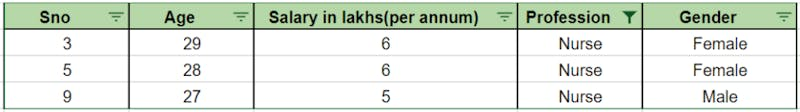 Sno Age Salary in lakhs(per annum) Profession Gender
3 29 6 Nurse Female
5 28 6 Nurse Female
9 27 5 Nurse Male